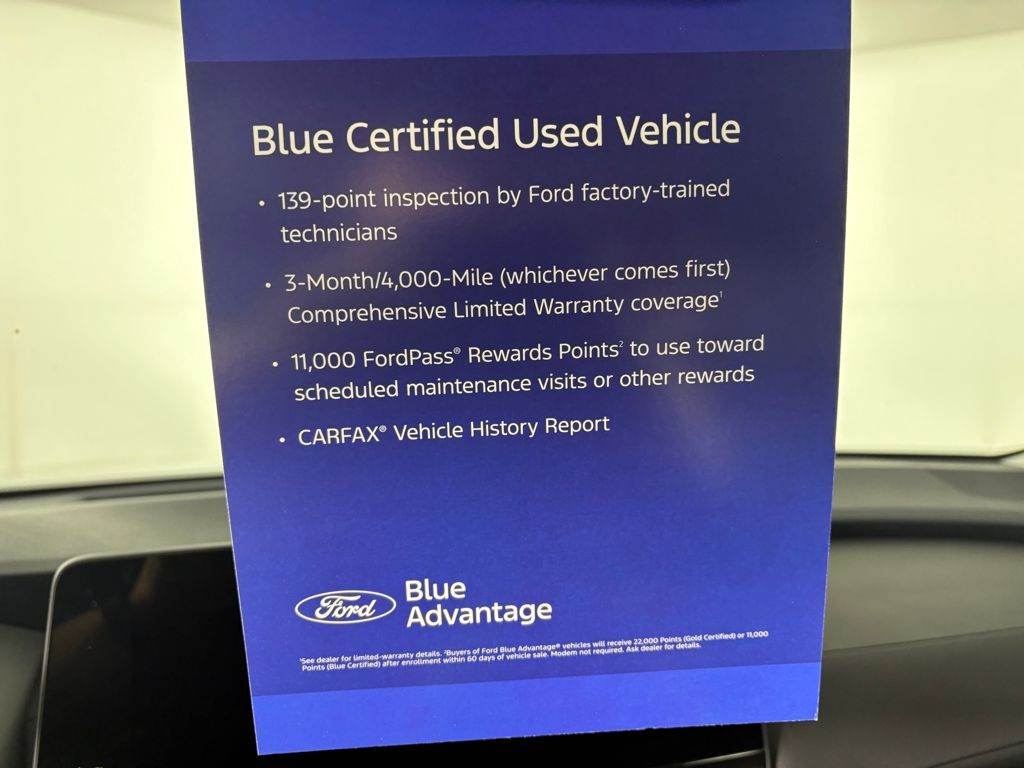 Blue Certified Used Vehicle
• 139-point inspection by Ford factory-trained
technicians
• 3-Month/4,000-Mile (whichever comes first)
Comprehensive Limited Warranty coverage¹
• 11,000 FordPass® Rewards Points² to use toward
scheduled maintenance visits or other rewards
• CARFAX® Vehicle History Report
Ford Blue
Advantage
¹See dealer for limited-warranty details. ²Buyers of Ford Blue Advantage® vehicles will receive 22,000 Points (Gold Certified) or 11,000
Points (Blue Certified) after enrollment within 60 days of vehicle sale. Modem not required. Ask dealer for details.